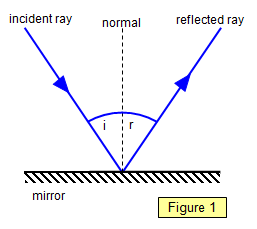 incident ray
normal
reflected ray
i
r
mirror
Figure 1